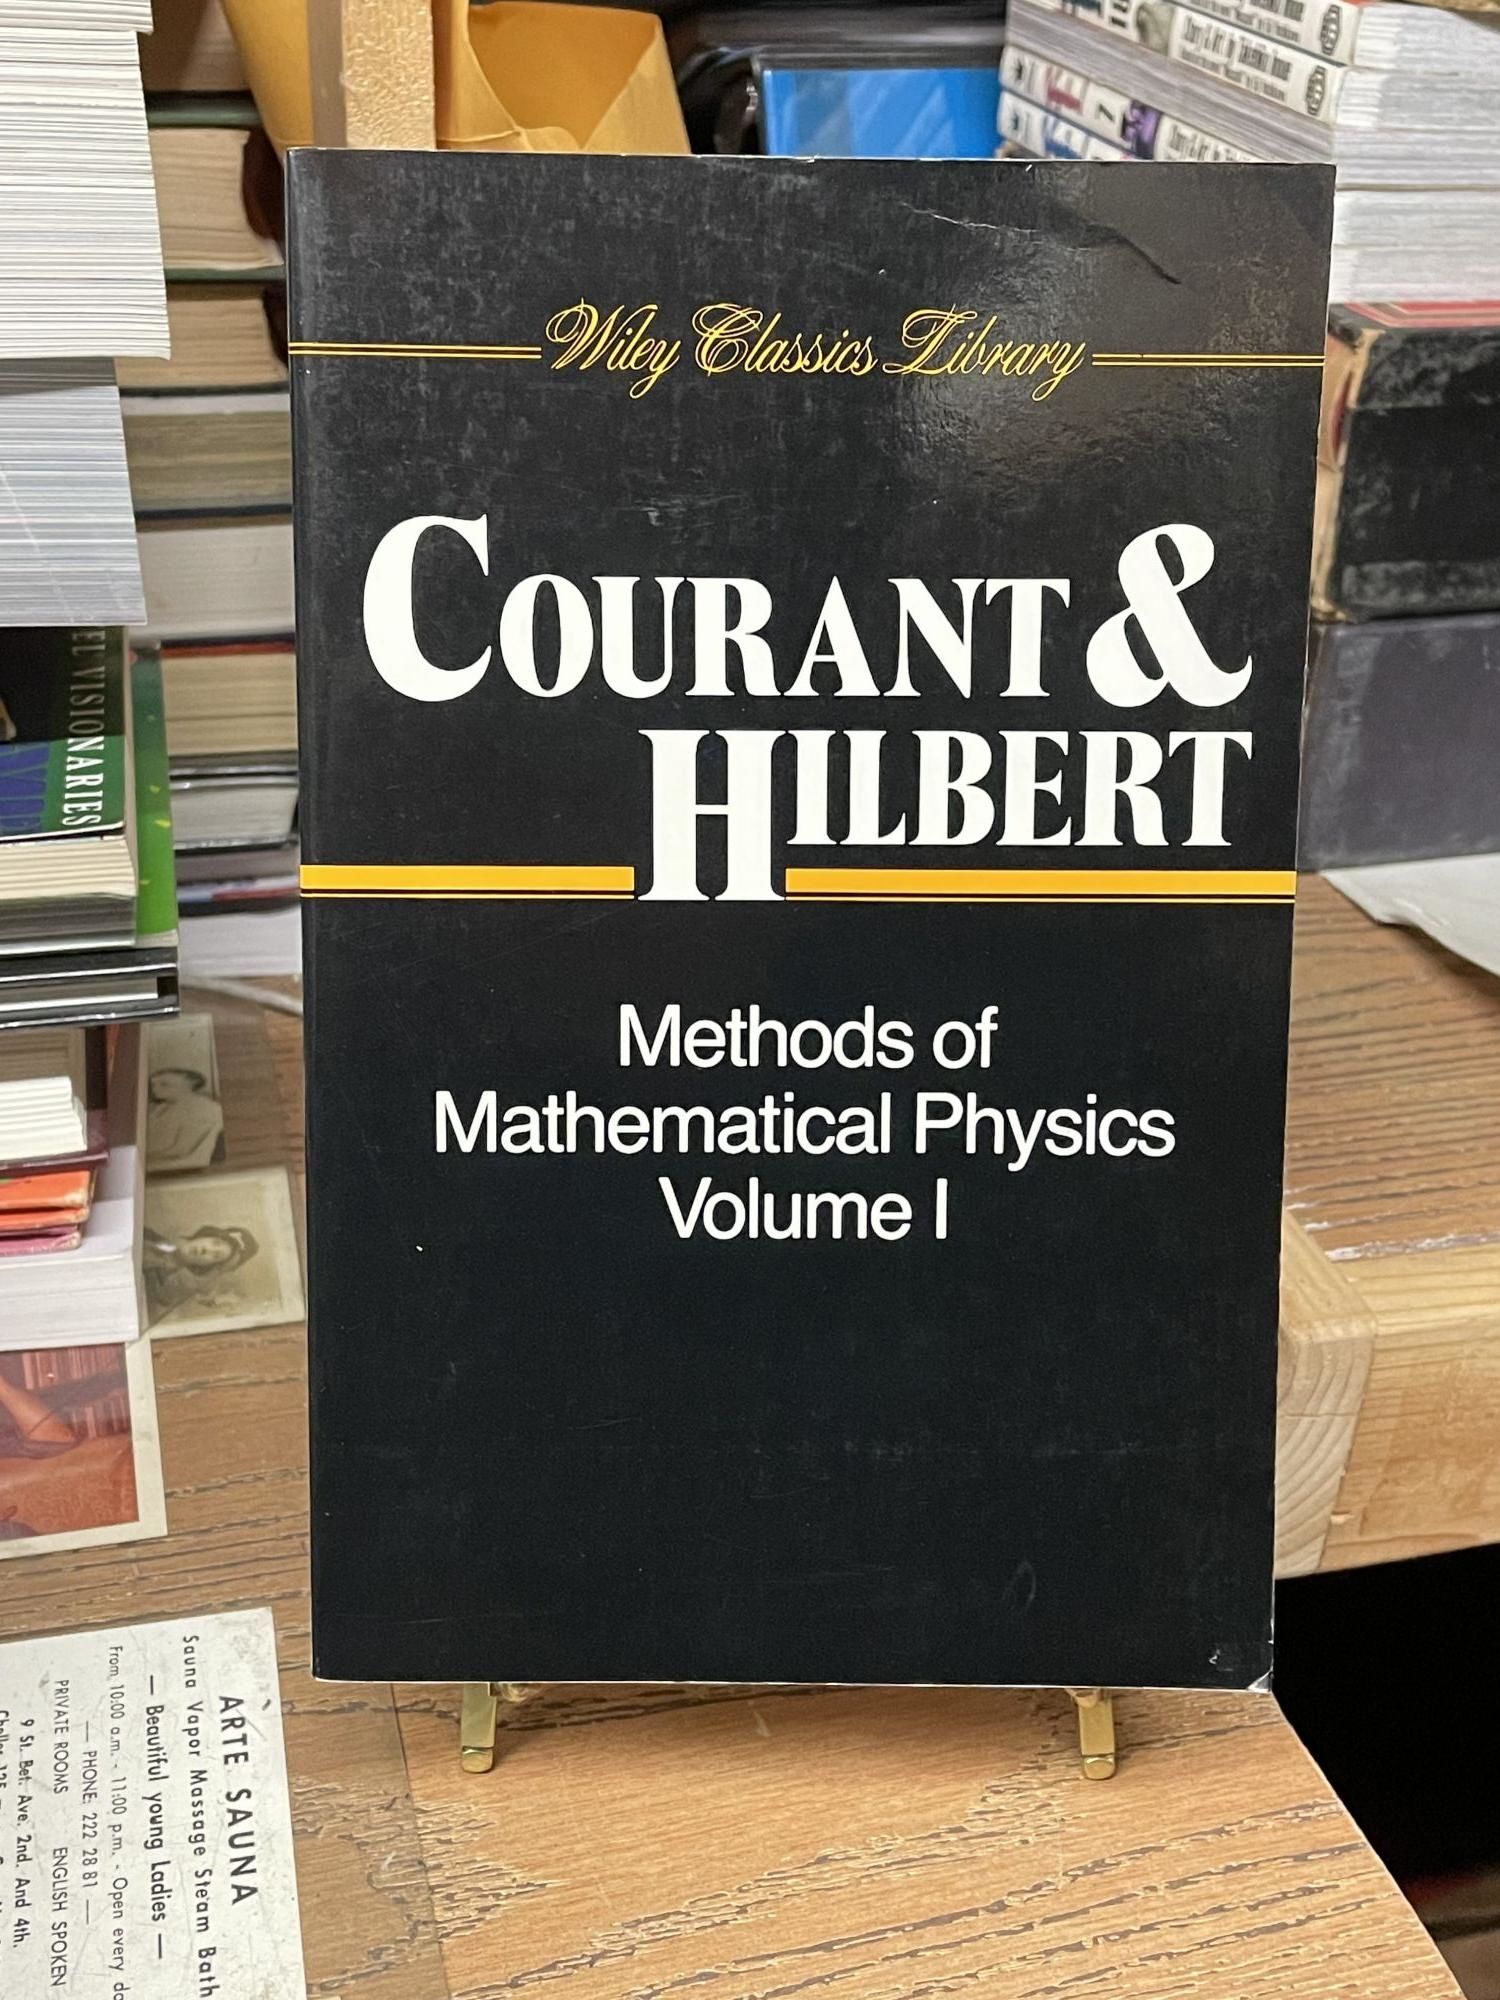 Wiley Classics Library
COURANT &
HILBERT
Methods of
Mathematical Physics
Volume I
EL VISIONARIES
7
ARTE SAUNA
Sauna Vapor Massage Steam Bath
— Beautiful young Ladies —
From 10:00 a.m. - 11:00 p.m. - Open every
— PHONE: 222 28 81 —
PRIVATE ROOMS ENGLISH SPOKEN
9 St. Bet. Ave. 2nd. And 4th.